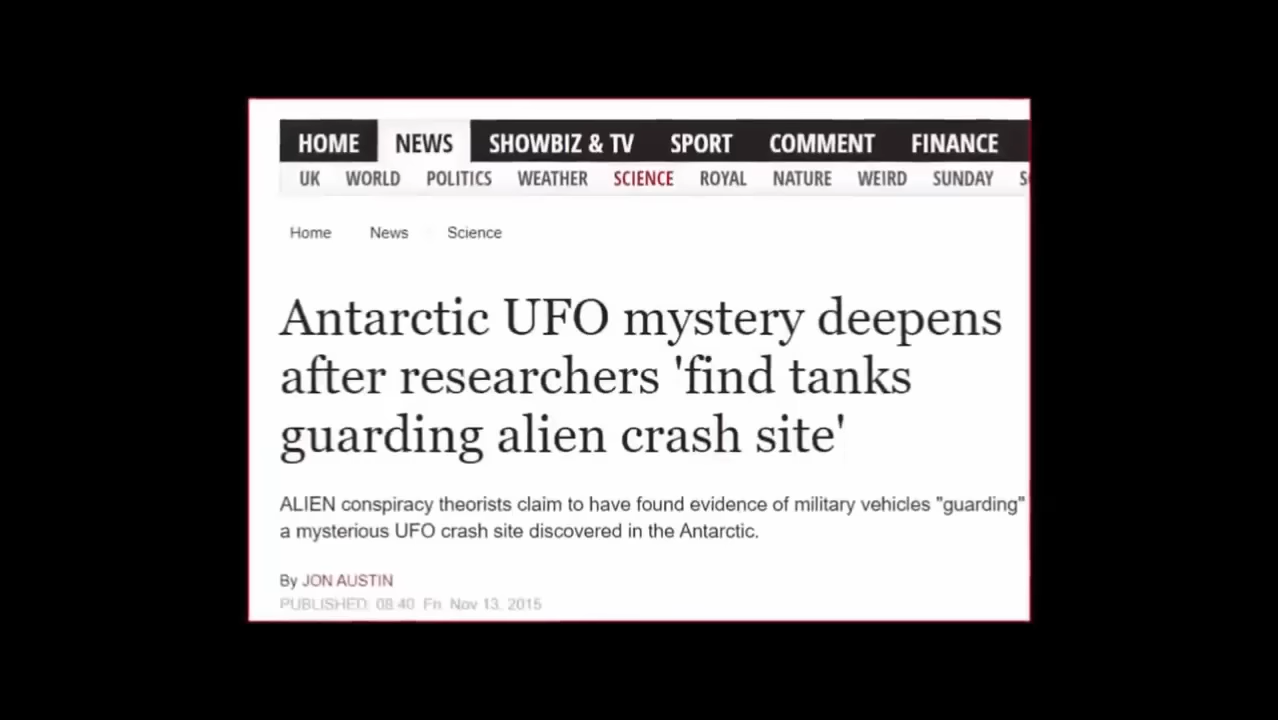 HOME NEWS SHOWBIZ & TV SPORT COMMENT FINANCE
UK WORLD POLITICS WEATHER SCIENCE ROYAL NATURE WEIRD SUNDAY
Home News Science
Antarctic UFO mystery deepens
after researchers 'find tanks
guarding alien crash site'
ALIEN conspiracy theorists claim to have found evidence of military vehicles "guarding"
a mysterious UFO crash site discovered in the Antarctic.
By JON AUSTIN
PUBLISHED: 08:40 Fri Nov 13, 2015